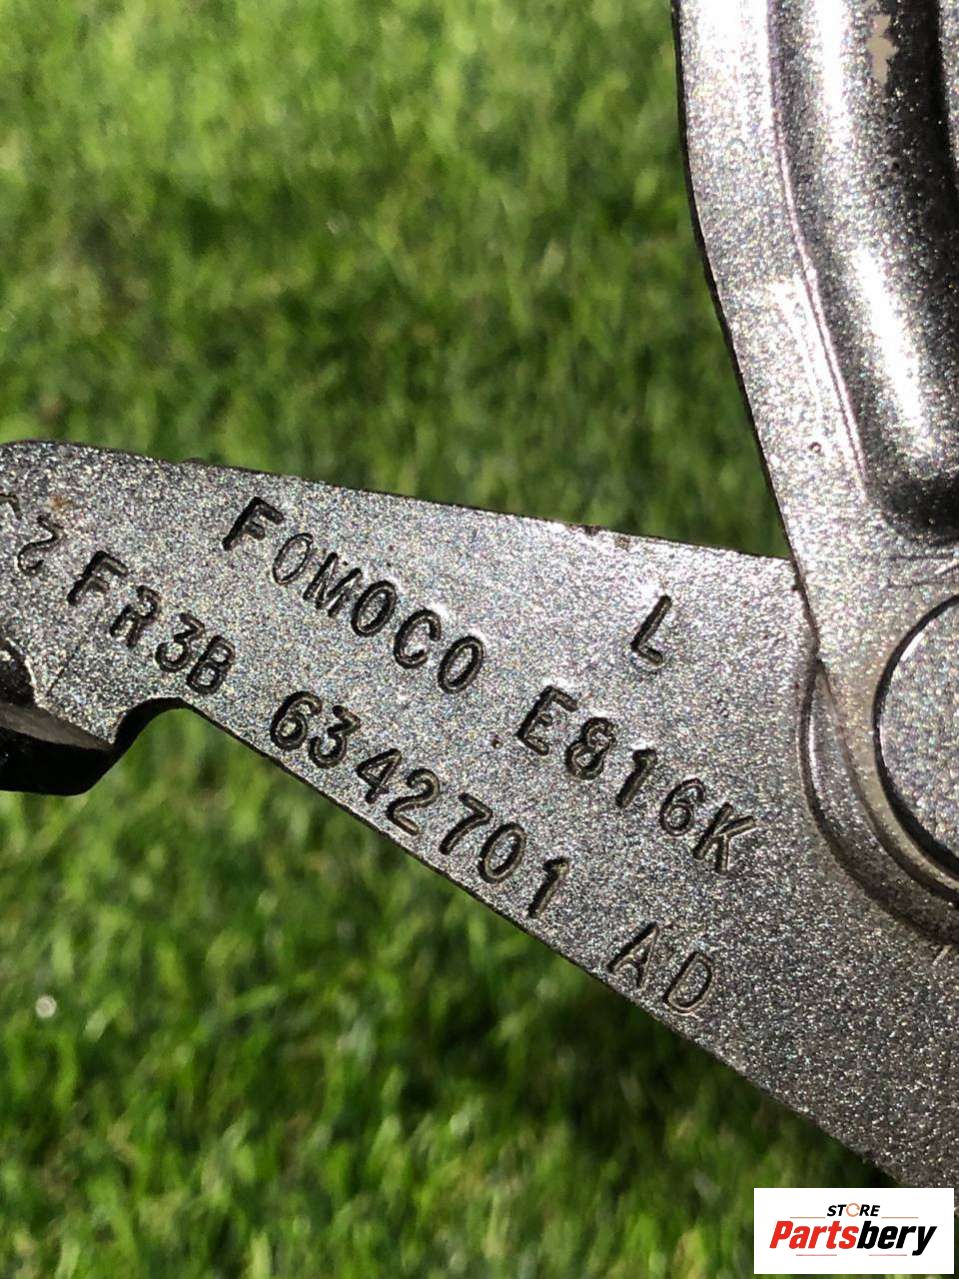 L
FOMOCO E816K
FR3B 6342701 AD
STORE
Partsbery